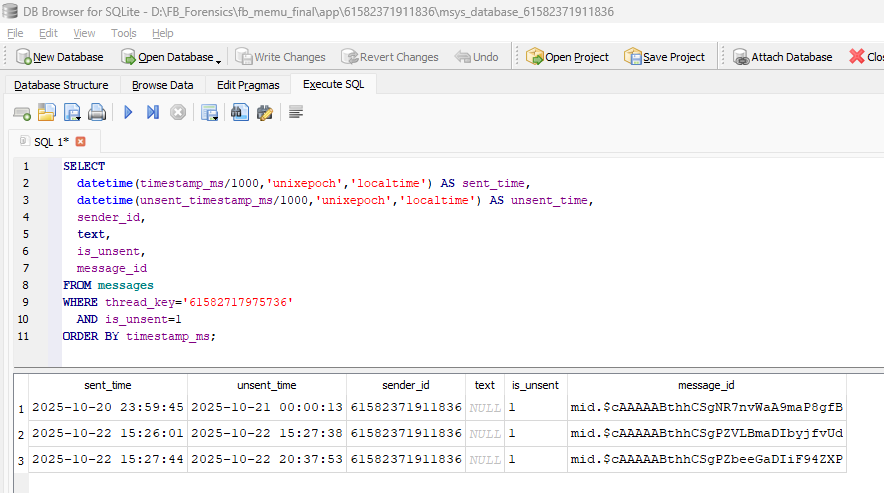 DB Browser for SQLite - D:\FB_Forensics\fb_memu_final\app\61582371911836\msys_database_61582371911836
File Edit View Tools Help
New Database Open Database Write Changes Revert Changes Undo Open Project Save Project Attach Database Clos
Database Structure Browse Data Edit Pragmas Execute SQL
SQL 1*
1 SELECT
2 datetime(timestamp_ms/1000,'unixepoch','localtime') AS sent_time,
3 datetime(unsent_timestamp_ms/1000,'unixepoch','localtime') AS unsent_time,
4 sender_id,
5 text,
6 is_unsent,
7 message_id
8 FROM messages
9 WHERE thread_key='61582717975736'
10 AND is_unsent=1
11 ORDER BY timestamp_ms;
sent_time unsent_time sender_id text is_unsent message_id
1 2025-10-20 23:59:45 2025-10-21 00:00:13 61582371911836 NULL 1 mid.$cAAAAABthhCSgNR7nvWaA9maP8gfB
2 2025-10-22 15:26:01 2025-10-22 15:27:38 61582371911836 NULL 1 mid.$cAAAAABthhCSgPZVLBmaDIbyjfvUd
3 2025-10-22 15:27:44 2025-10-22 20:37:53 61582371911836 NULL 1 mid.$cAAAAABthhCSgPZbeeGaDIiF94ZXP